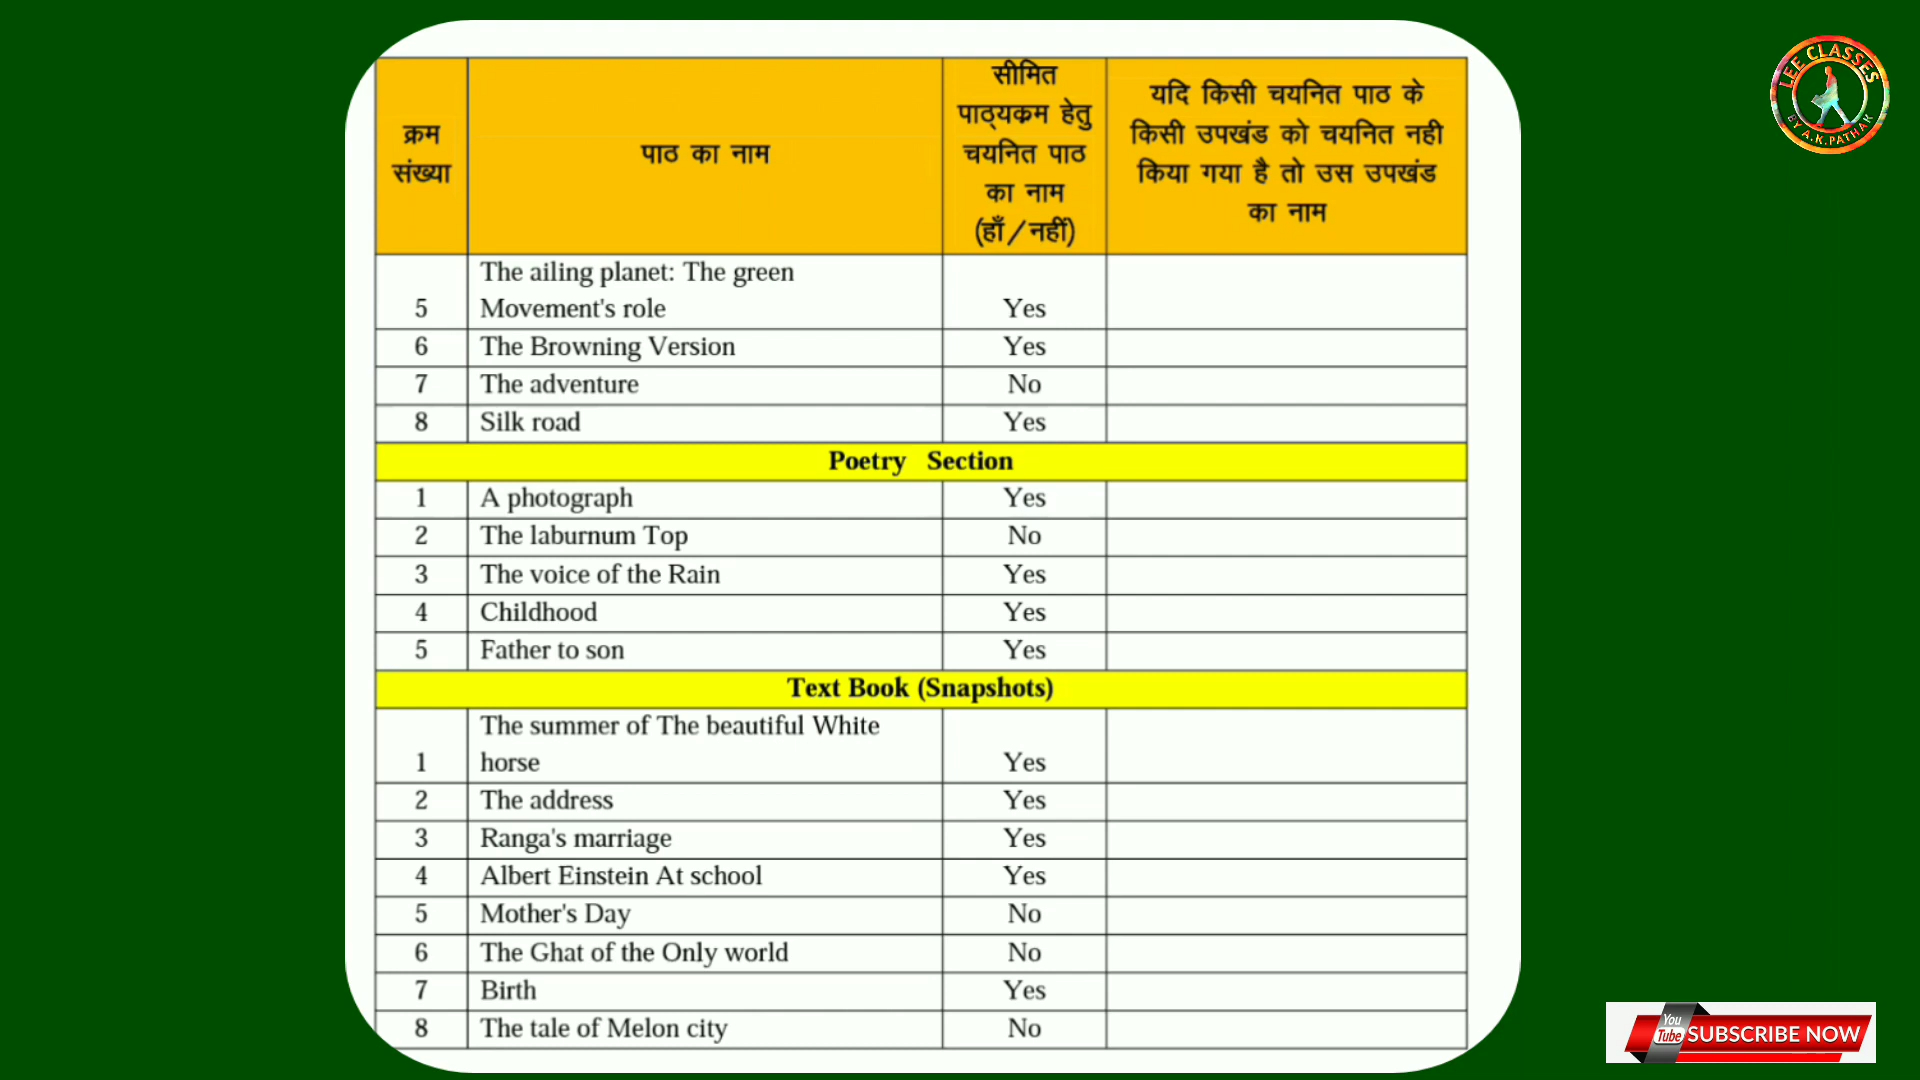 क्रम
संख्या
पाठ का नाम
सीमित
पाठ्यकम हेतु
चयनित पाठ
का नाम
(हाँ/नहीं)
यदि किसी चयनित पाठ के
किसी उपखंड को चयनित नही
किया गया है तो उस उपखंड
का नाम
The ailing planet: The green
5 Movement's role Yes
6 The Browning Version Yes
7 The adventure No
8 Silk road Yes
Poetry Section
1 A photograph Yes
2 The laburnum Top No
3 The voice of the Rain Yes
4 Childhood Yes
5 Father to son Yes
Text Book (Snapshots)
The summer of The beautiful White
1 horse Yes
2 The address Yes
3 Ranga's marriage Yes
4 Albert Einstein At school Yes
5 Mother's Day No
6 The Ghat of the Only world No
7 Birth Yes
8 The tale of Melon city No
LEE CLASSES
BY A.K.PATHAK
You
Tube
SUBSCRIBE NOW